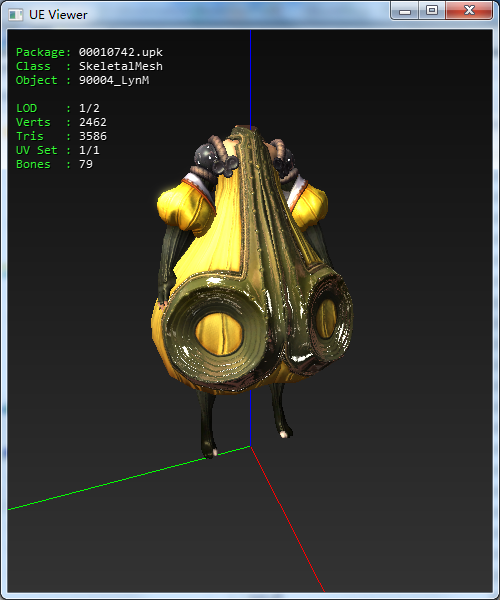 UE Viewer
Package: 00010742.upk
Class  : SkeletalMesh
Object : 90004_LynM
LOD    : 1/2
Verts  : 2462
Tris   : 3586
UV Set : 1/1
Bones  : 79